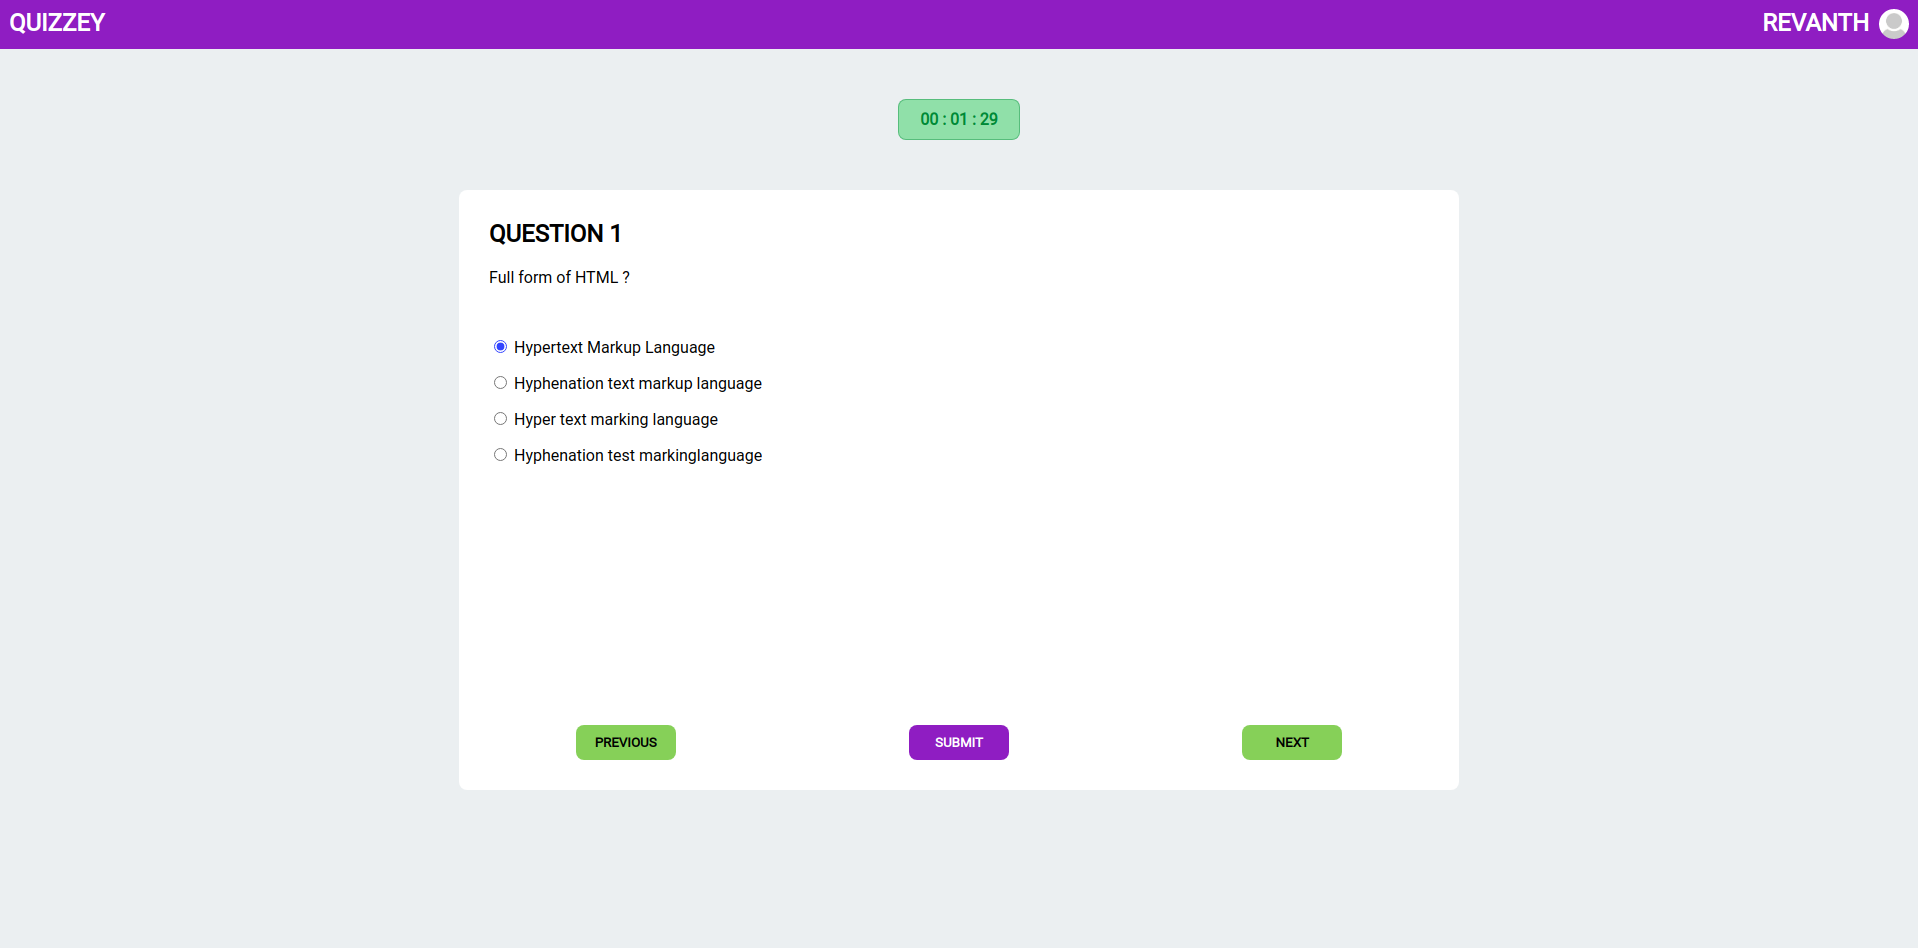 QUIZZEY
REVANTH
00 : 01 : 29
QUESTION 1
Full form of HTML ?
Hypertext Markup Language
Hyphenation text markup language
Hyper text marking language
Hyphenation test markinglanguage
PREVIOUS
SUBMIT
NEXT